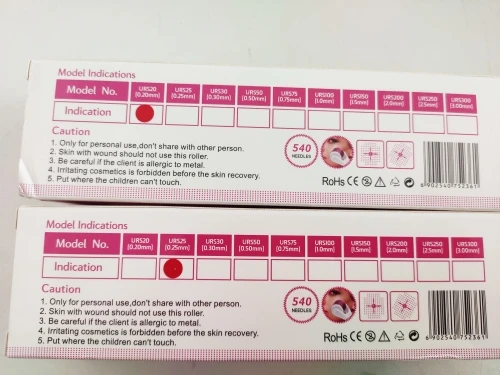 Model Indications
Model No. URS20 [0.20mm] URS25 [0.25mm] URS30 [0.30mm] URS50 [0.50mm] URS75 [0.75mm] URS100 [1.0mm] URS150 [1.5mm] URS200 [2.0mm] URS250 [2.5mm] URS300 [3.00mm]
Indication
Caution
1. Only for personal use,don't share with other person.
2. Skin with wound should not use this roller.
3. Be careful if the client is allergic to metal.
4. Irritating cosmetics is forbidden before the skin recovery.
5. Put where the children can't touch.
540
NEEDLES
RoHS CE
8 902540 752361
Model Indications
Model No. URS20 [0.20mm] URS25 [0.25mm] URS30 [0.30mm] URS50 [0.50mm] URS75 [0.75mm] URS100 [1.0mm] URS150 [1.5mm] URS200 [2.0mm] URS250 [2.5mm] URS300 [3.00mm]
Indication
Caution
1. Only for personal use,don't share with other person.
2. Skin with wound should not use this roller.
3. Be careful if the client is allergic to metal.
4. Irritating cosmetics is forbidden before the skin recovery.
5. Put where the children can't touch.
540
NEEDLES
RoHS CE
8 902540 752361